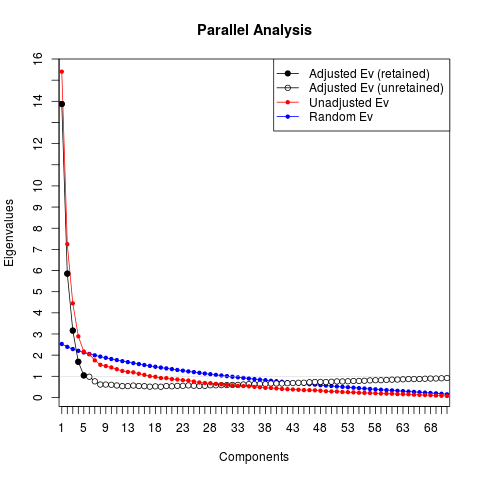 Parallel Analysis
Adjusted Ev (retained)
Adjusted Ev (unretained)
Unadjusted Ev
Random Ev
Eigenvalues
16
14
12
10
9
8
7
6
5
4
3
2
1
0
1 5 9 13 18 23 28 33 38 43 48 53 58 63 68
Components